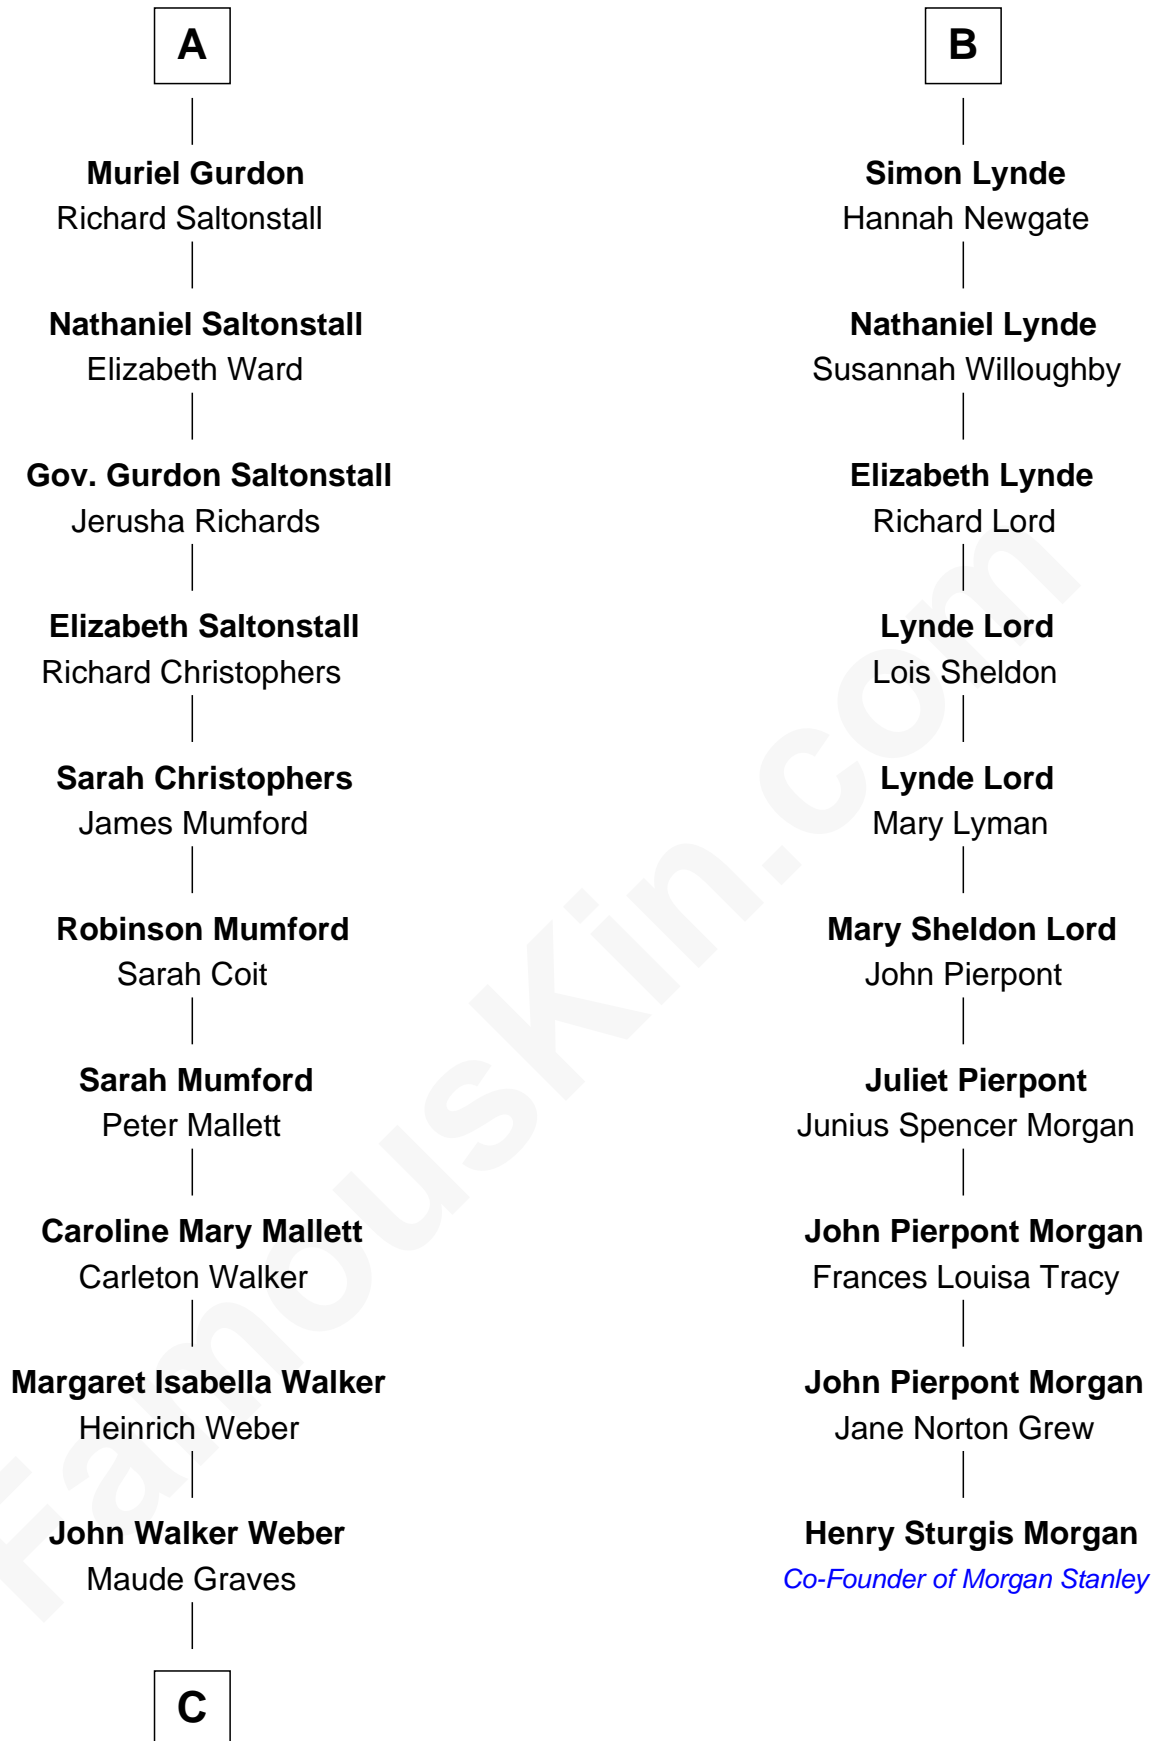 A
Muriel Gurdon
Richard Saltonstall
Nathaniel Saltonstall
Elizabeth Ward
Gov. Gurdon Saltonstall
Jerusha Richards
Elizabeth Saltonstall
Richard Christophers
Sarah Christophers
James Mumford
Robinson Mumford
Sarah Coit
Sarah Mumford
Peter Mallett
Caroline Mary Mallett
Carleton Walker
Margaret Isabella Walker
Heinrich Weber
John Walker Weber
Maude Graves
C
B
Simon Lynde
Hannah Newgate
Nathaniel Lynde
Susannah Willoughby
Elizabeth Lynde
Richard Lord
Lynde Lord
Lois Sheldon
Lynde Lord
Mary Lyman
Mary Sheldon Lord
John Pierpont
Juliet Pierpont
Junius Spencer Morgan
John Pierpont Morgan
Frances Louisa Tracy
John Pierpont Morgan
Jane Norton Grew
Henry Sturgis Morgan
Co-Founder of Morgan Stanley
FamousKin.com